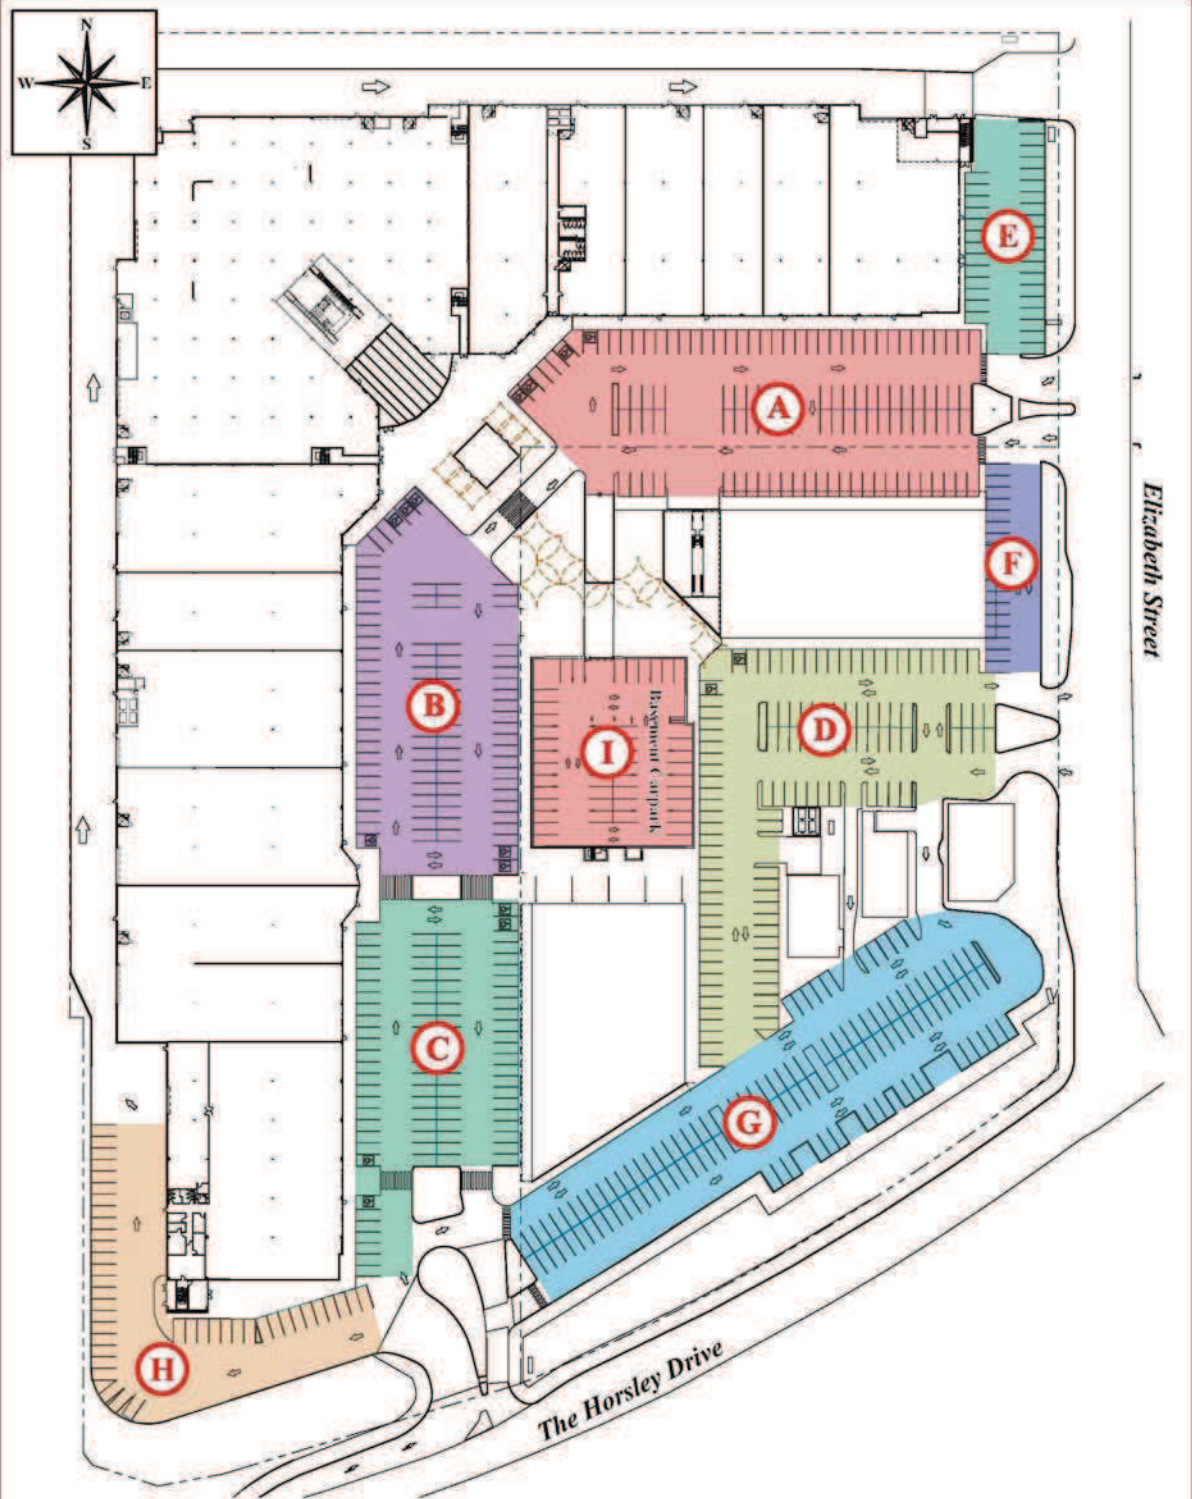 N
W E
S
E
A
Elizabeth Street
F
B
D
I
Basement Carpark
C
G
H
The Horsley Drive